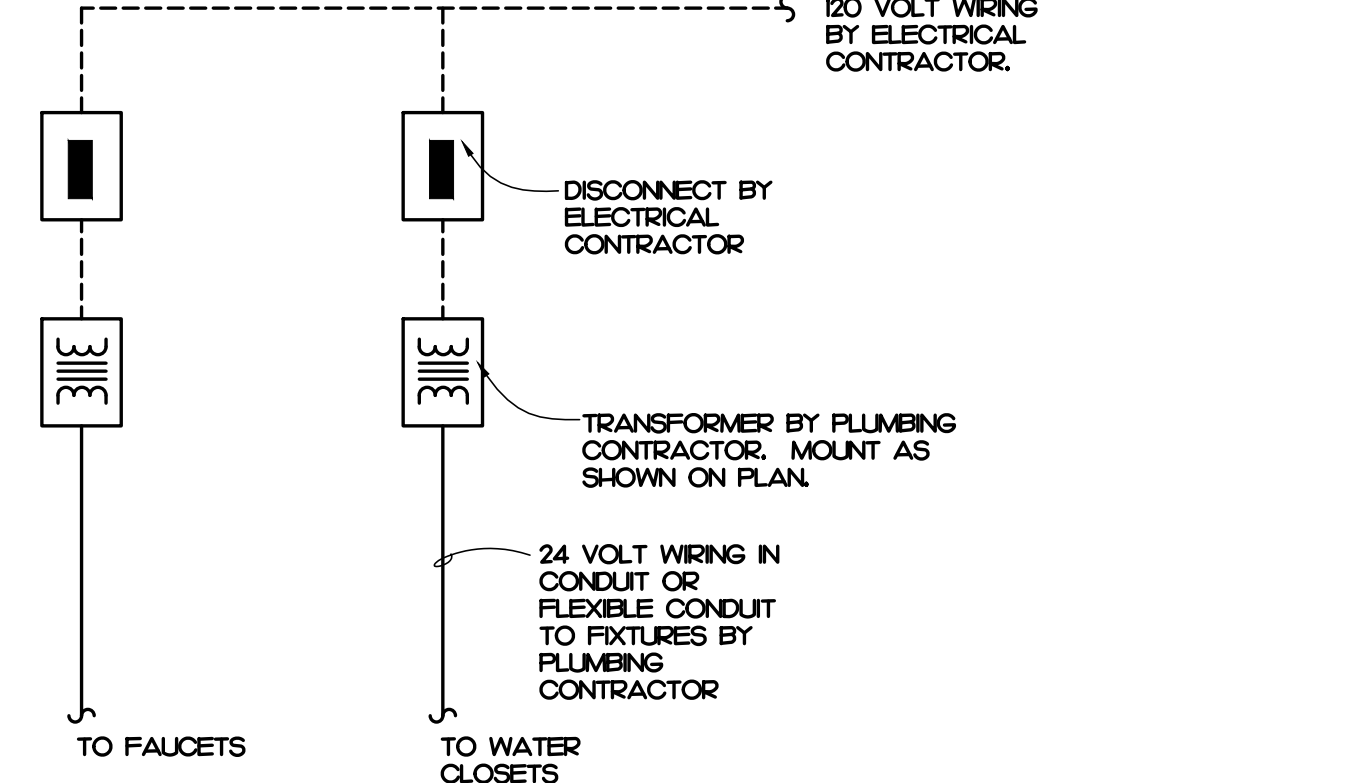 120 VOLT WIRING
BY ELECTRICAL
CONTRACTOR.
DISCONNECT BY
ELECTRICAL
CONTRACTOR
TRANSFORMER BY PLUMBING
CONTRACTOR.  MOUNT AS
SHOWN ON PLAN.
24 VOLT WIRING IN
CONDUIT OR
FLEXIBLE CONDUIT
TO FIXTURES BY
PLUMBING
CONTRACTOR
TO FAUCETS
TO WATER
CLOSETS